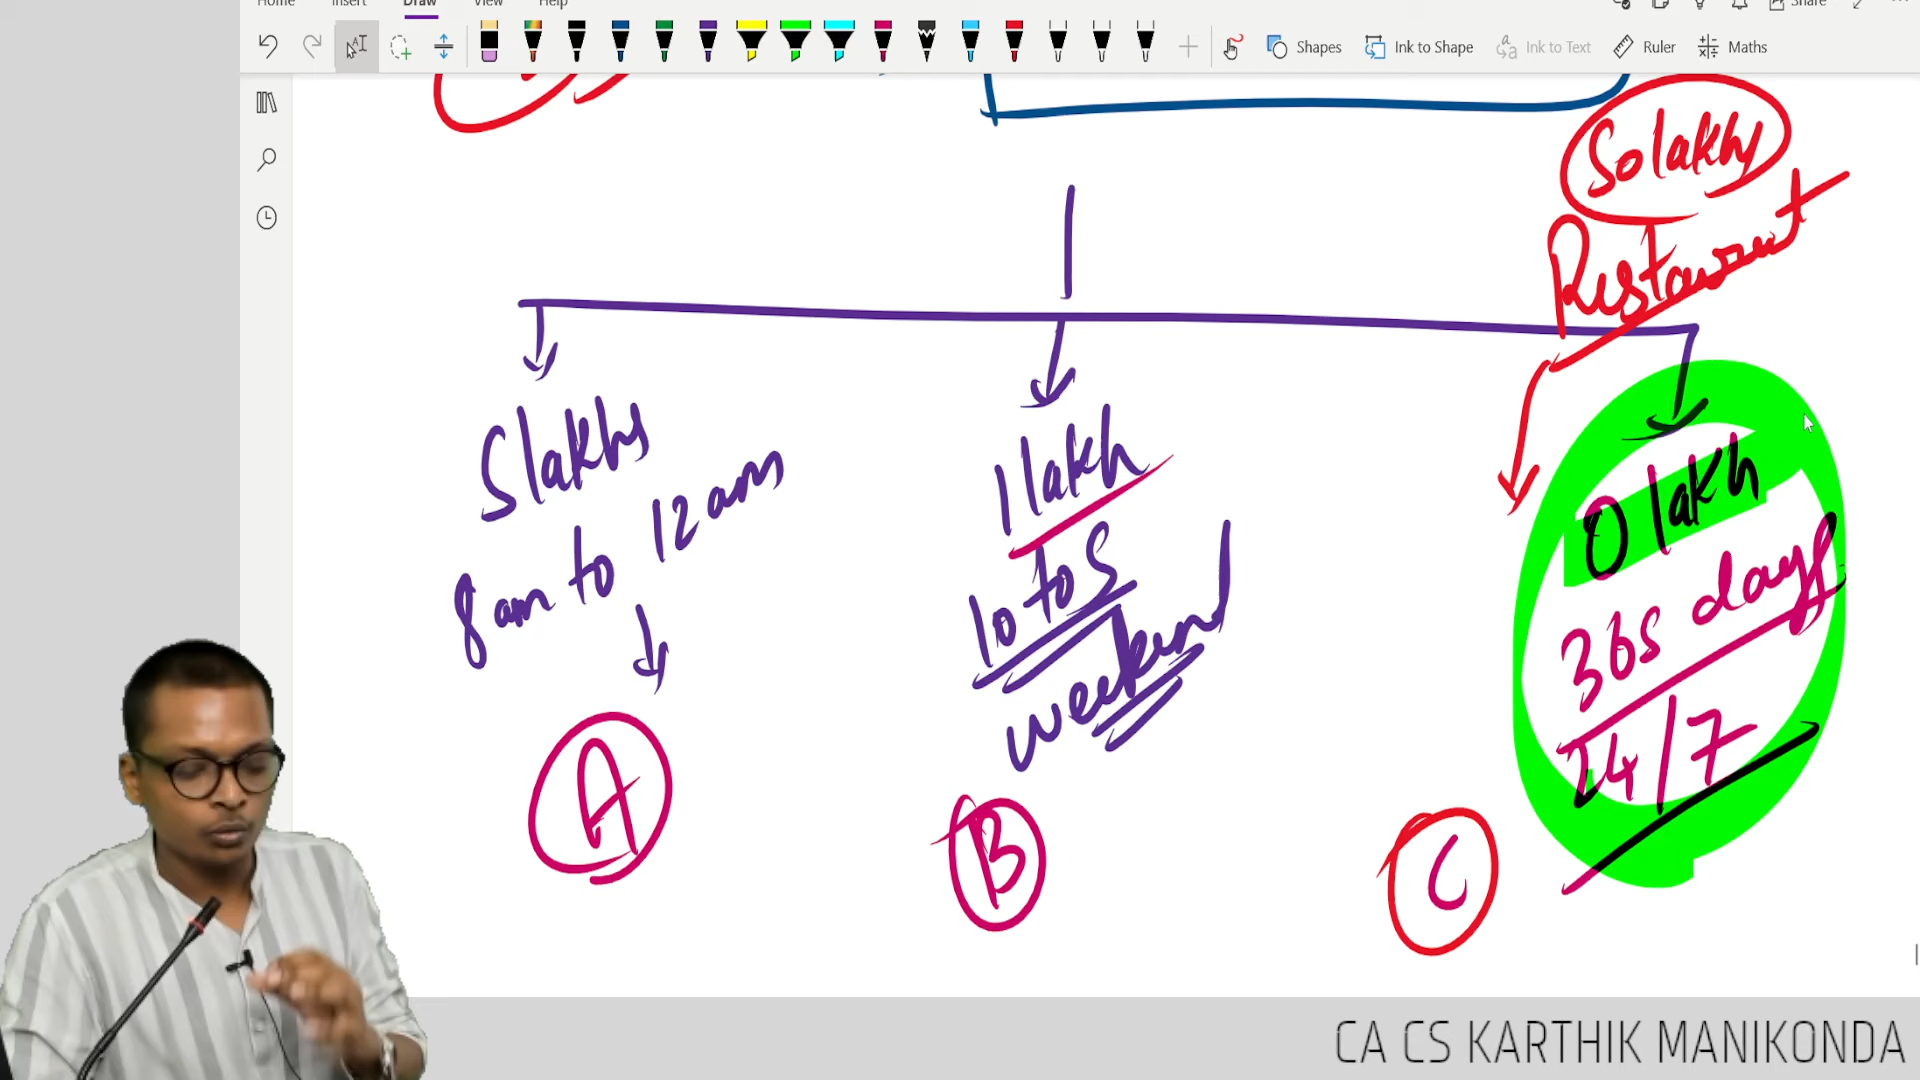 Home Insert Draw View Help Share
Shapes Ink to Shape Ink to Text Ruler Maths
50 lakhs
Restaurant
5 lakhs
8 am to 12 am
A
1 lakh
10 to 5
weekend
B
0 lakh
365 days
24/7
C
CA CS KARTHIK MANIKONDA